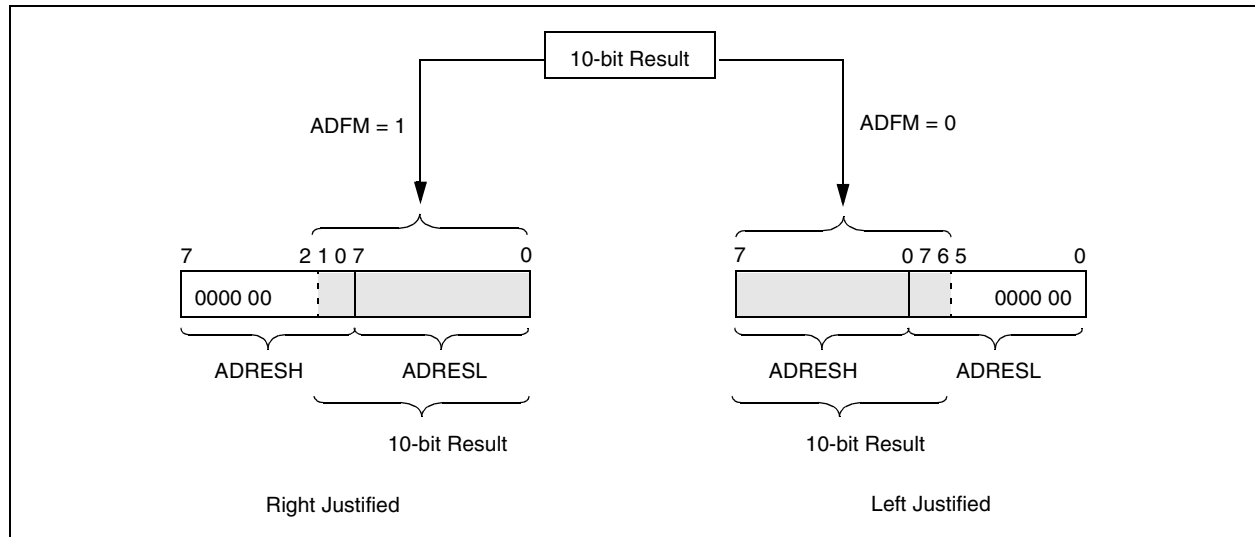 10-bit Result
ADFM = 1
ADFM = 0
7 2 1 0 7 0
7 0 7 6 5 0
0000 00
0000 00
ADRESH ADRESL
ADRESH ADRESL
10-bit Result
10-bit Result
Right Justified
Left Justified